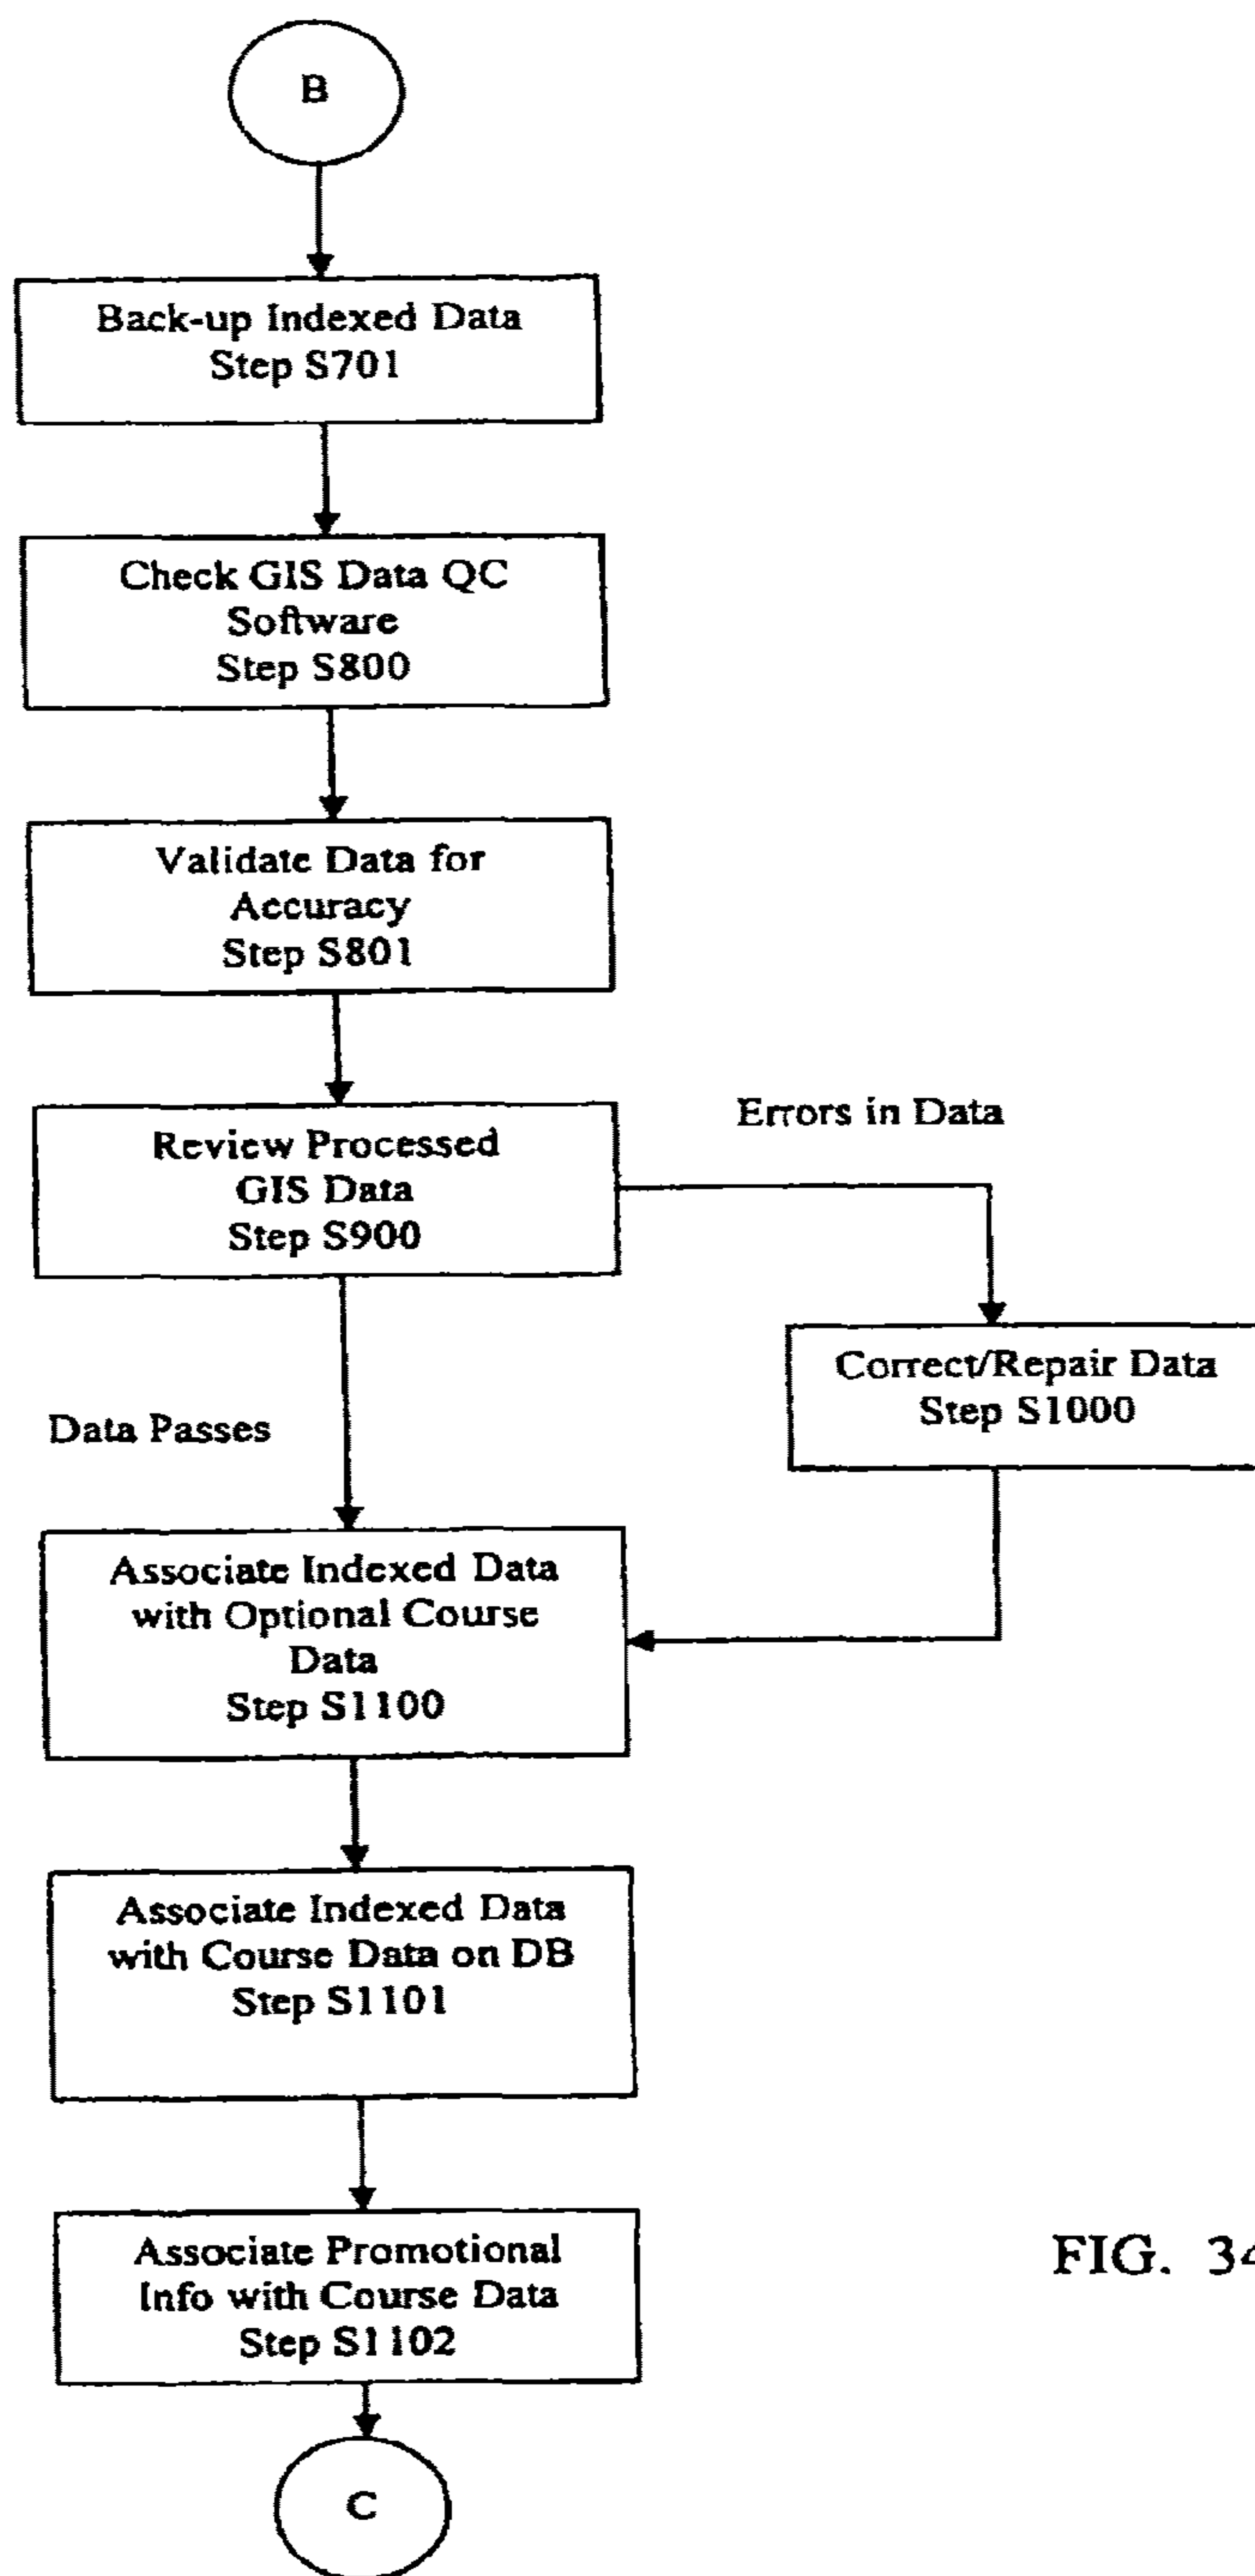 B
Back-up Indexed Data
Step S701
Check GIS Data QC
Software
Step S800
Validate Data for
Accuracy
Step S801
Review Processed
GIS Data
Step S900
Errors in Data
Correct/Repair Data
Step S1000
Data Passes
Associate Indexed Data
with Optional Course
Data
Step S1100
Associate Indexed Data
with Course Data on DB
Step S1101
Associate Promotional
Info with Course Data
Step S1102
FIG. 34
C